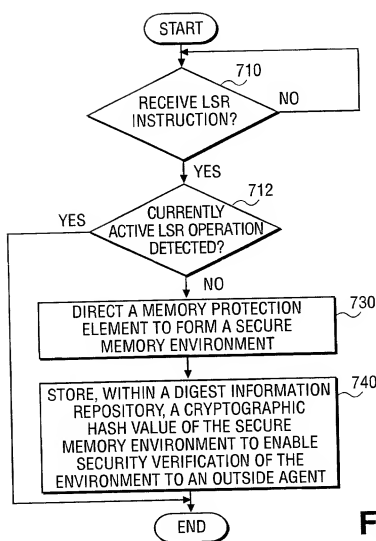 START
710
RECEIVE LSR
INSTRUCTION?
NO
YES
712
YES
CURRENTLY
ACTIVE LSR OPERATION
DETECTED?
NO
730
DIRECT A MEMORY PROTECTION
ELEMENT TO FORM A SECURE
MEMORY ENVIRONMENT
740
STORE, WITHIN A DIGEST INFORMATION
REPOSITORY, A CRYPTOGRAPHIC
HASH VALUE OF THE SECURE
MEMORY ENVIRONMENT TO ENABLE
SECURITY VERIFICATION OF THE
ENVIRONMENT TO AN OUTSIDE AGENT
END
F